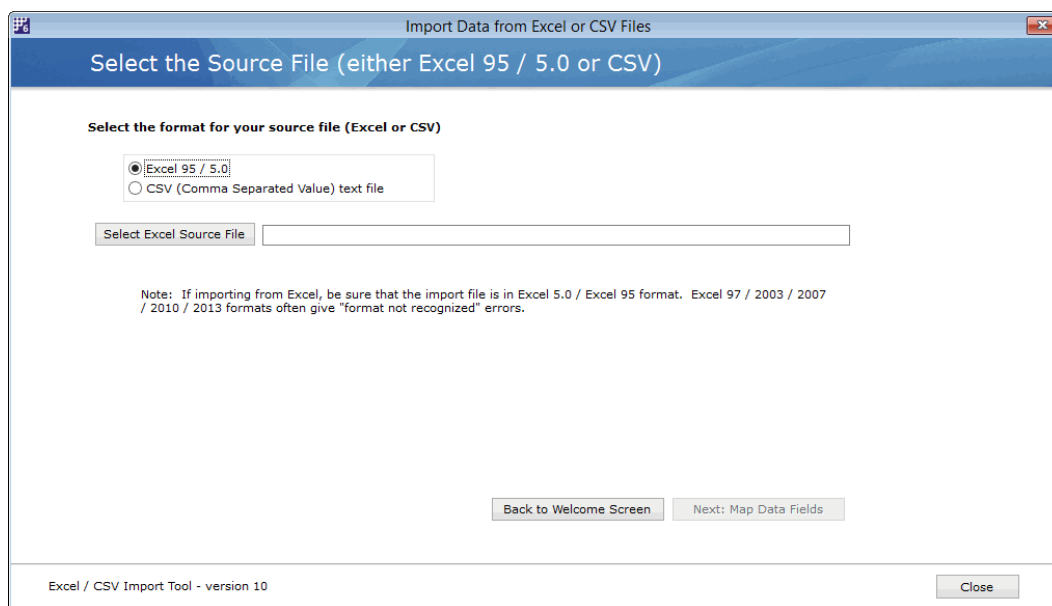 Import Data from Excel or CSV Files
Select the Source File (either Excel 95 / 5.0 or CSV)
Select the format for your source file (Excel or CSV)
Excel 95 / 5.0
CSV (Comma Separated Value) text file
Select Excel Source File
Note:  If importing from Excel, be sure that the import file is in Excel 5.0 / Excel 95 format.  Excel 97 / 2003 / 2007
/ 2010 / 2013 formats often give "format not recognized" errors.
Back to Welcome Screen
Next: Map Data Fields
Excel / CSV Import Tool - version 10
Close